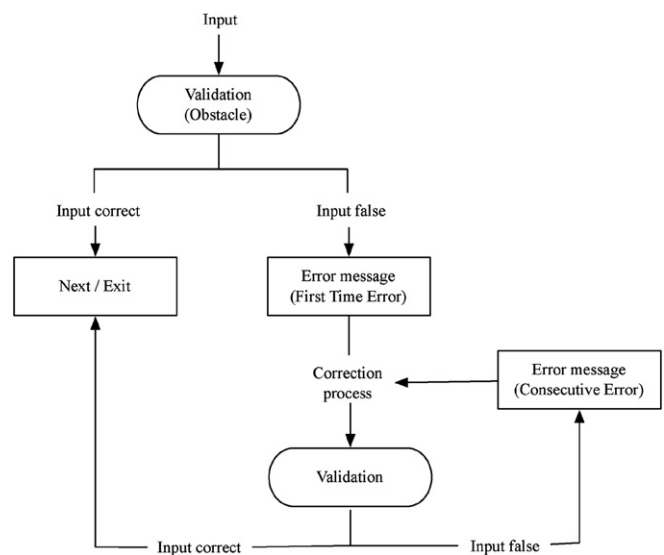 Input
Validation
(Obstacle)
Input correct
Input false
Next / Exit
Error message
(First Time Error)
Correction
process
Error message
(Consecutive Error)
Validation
Input correct
Input false